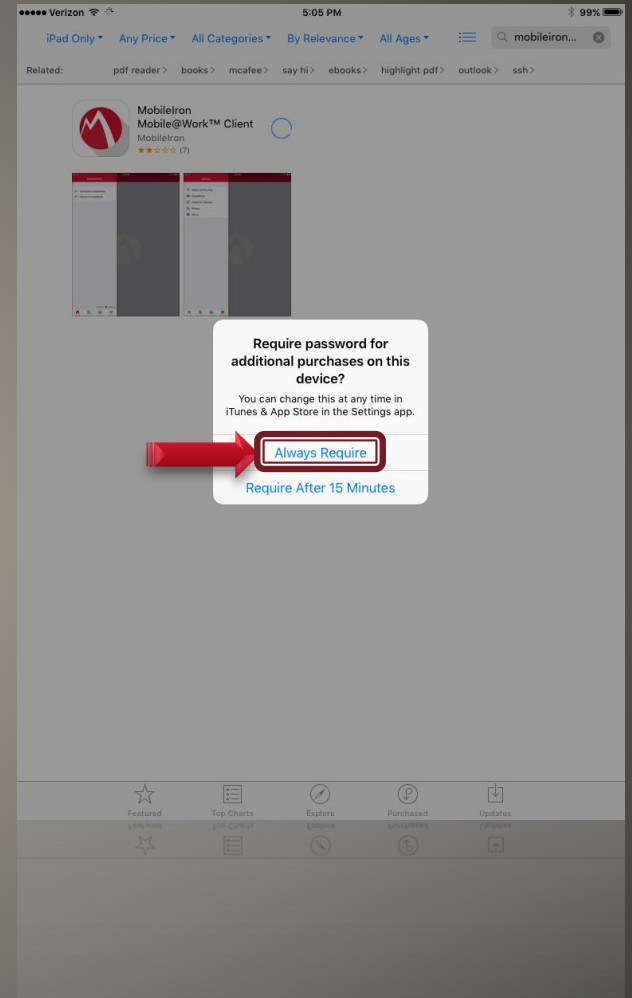 Verizon 5:05 PM 99%
iPad Only Any Price All Categories By Relevance All Ages mobileiron...
Related: pdf reader > books > mcafee > say hi > ebooks > highlight pdf > outlook > ssh >
MobileIron
Mobile@Work™ Client
MobileIron
(7)
Require password for
additional purchases on this
device?
You can change this at any time in
iTunes & App Store in the Settings app.
Always Require
Require After 15 Minutes
Featured Top Charts Explore Purchased Updates